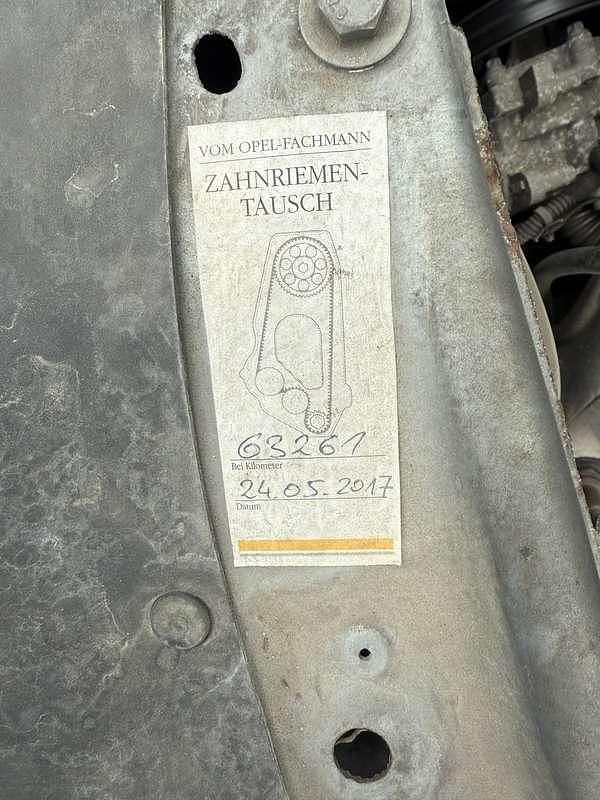 VOM OPEL-FACHMANN
ZAHNRIEMEN-
TAUSCH
63261
Bei Kilometer
24.05.2017
Datum